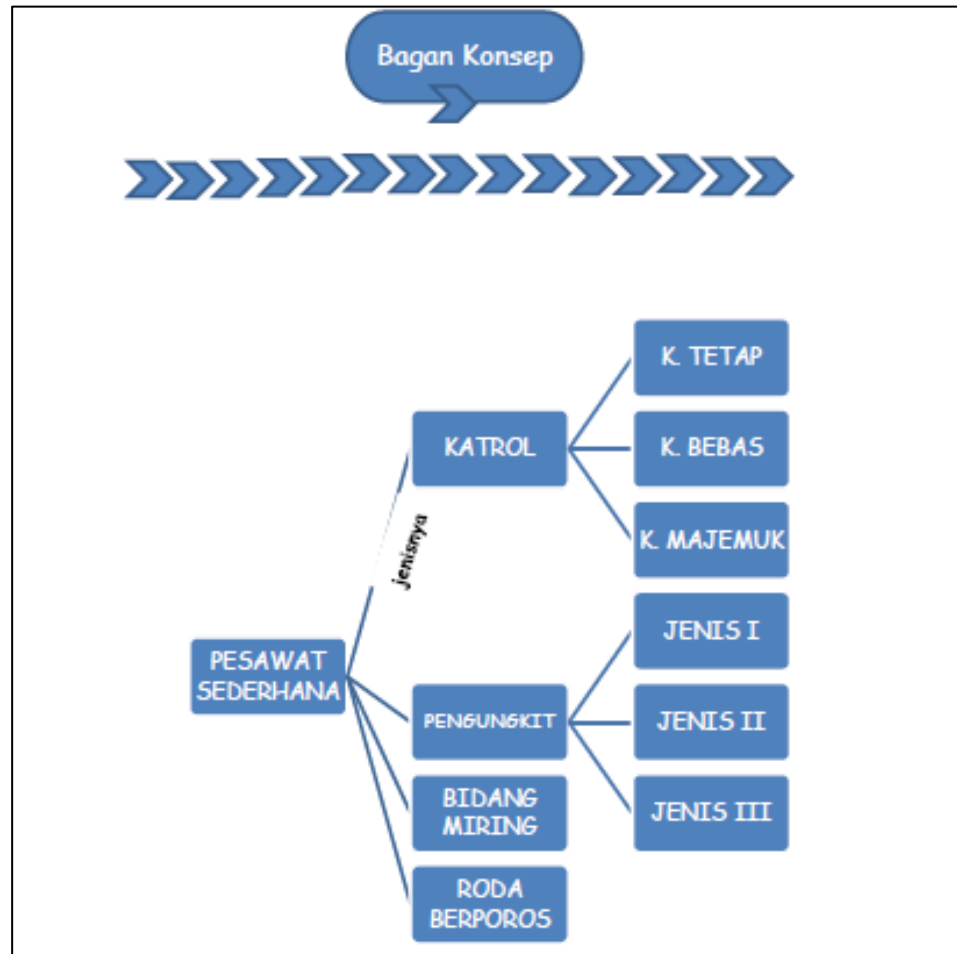 Bagan Konsep
PESAWAT
SEDERHANA
jenisnya
KATROL
K. TETAP
K. BEBAS
K. MAJEMUK
PENGUNGKIT
JENIS I
JENIS II
JENIS III
BIDANG
MIRING
RODA
BERPOROS